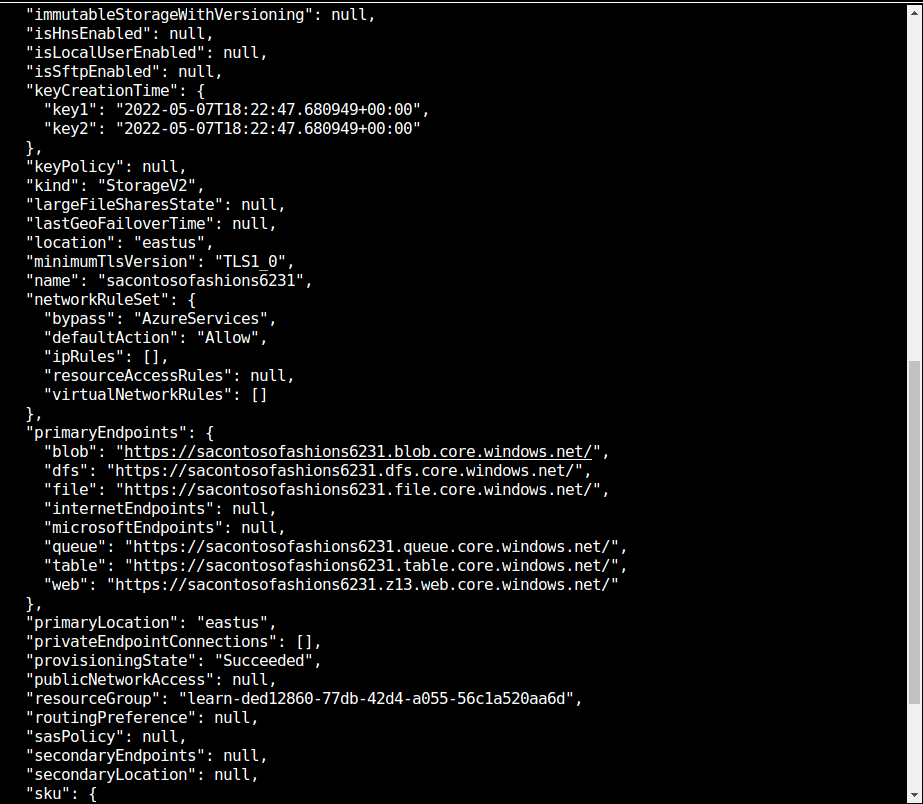 "immutableStorageWithVersioning": null,
"isHnsEnabled": null,
"isLocalUserEnabled": null,
"isSftpEnabled": null,
"keyCreationTime": {
"key1": "2022-05-07T18:22:47.680949+00:00",
"key2": "2022-05-07T18:22:47.680949+00:00"
},
"keyPolicy": null,
"kind": "StorageV2",
"largeFileSharesState": null,
"lastGeoFailoverTime": null,
"location": "eastus",
"minimumTlsVersion": "TLS1_0",
"name": "sacontosofashions6231",
"networkRuleSet": {
"bypass": "AzureServices",
"defaultAction": "Allow",
"ipRules": [],
"resourceAccessRules": null,
"virtualNetworkRules": []
},
"primaryEndpoints": {
"blob": "https://sacontosofashions6231.blob.core.windows.net/",
"dfs": "https://sacontosofashions6231.dfs.core.windows.net/",
"file": "https://sacontosofashions6231.file.core.windows.net/",
"internetEndpoints": null,
"microsoftEndpoints": null,
"queue": "https://sacontosofashions6231.queue.core.windows.net/",
"table": "https://sacontosofashions6231.table.core.windows.net/",
"web": "https://sacontosofashions6231.z13.web.core.windows.net/"
},
"primaryLocation": "eastus",
"privateEndpointConnections": [],
"provisioningState": "Succeeded",
"publicNetworkAccess": null,
"resourceGroup": "learn-ded12860-77db-42d4-a055-56c1a520aa6d",
"routingPreference": null,
"sasPolicy": null,
"secondaryEndpoints": null,
"secondaryLocation": null,
"sku": {